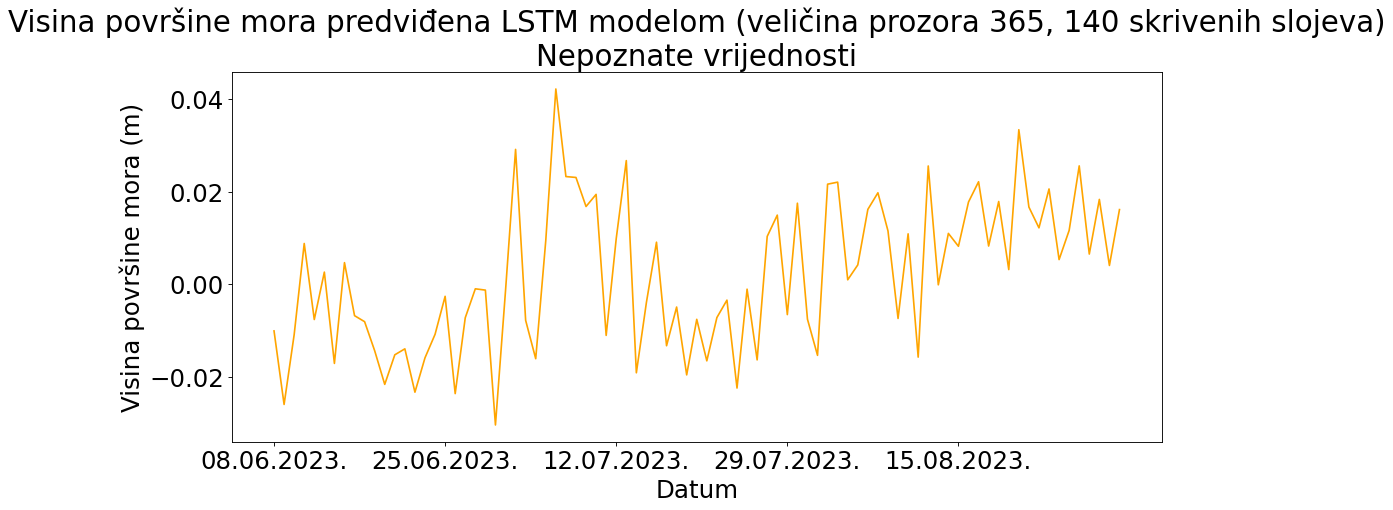 Visina površine mora predviđena LSTM modelom (veličina prozora 365, 140 skrivenih slojeva)
Nepoznate vrijednosti
Visina površine mora (m)
0.04
0.02
0.00
−0.02
08.06.2023. 25.06.2023. 12.07.2023. 29.07.2023. 15.08.2023.
Datum